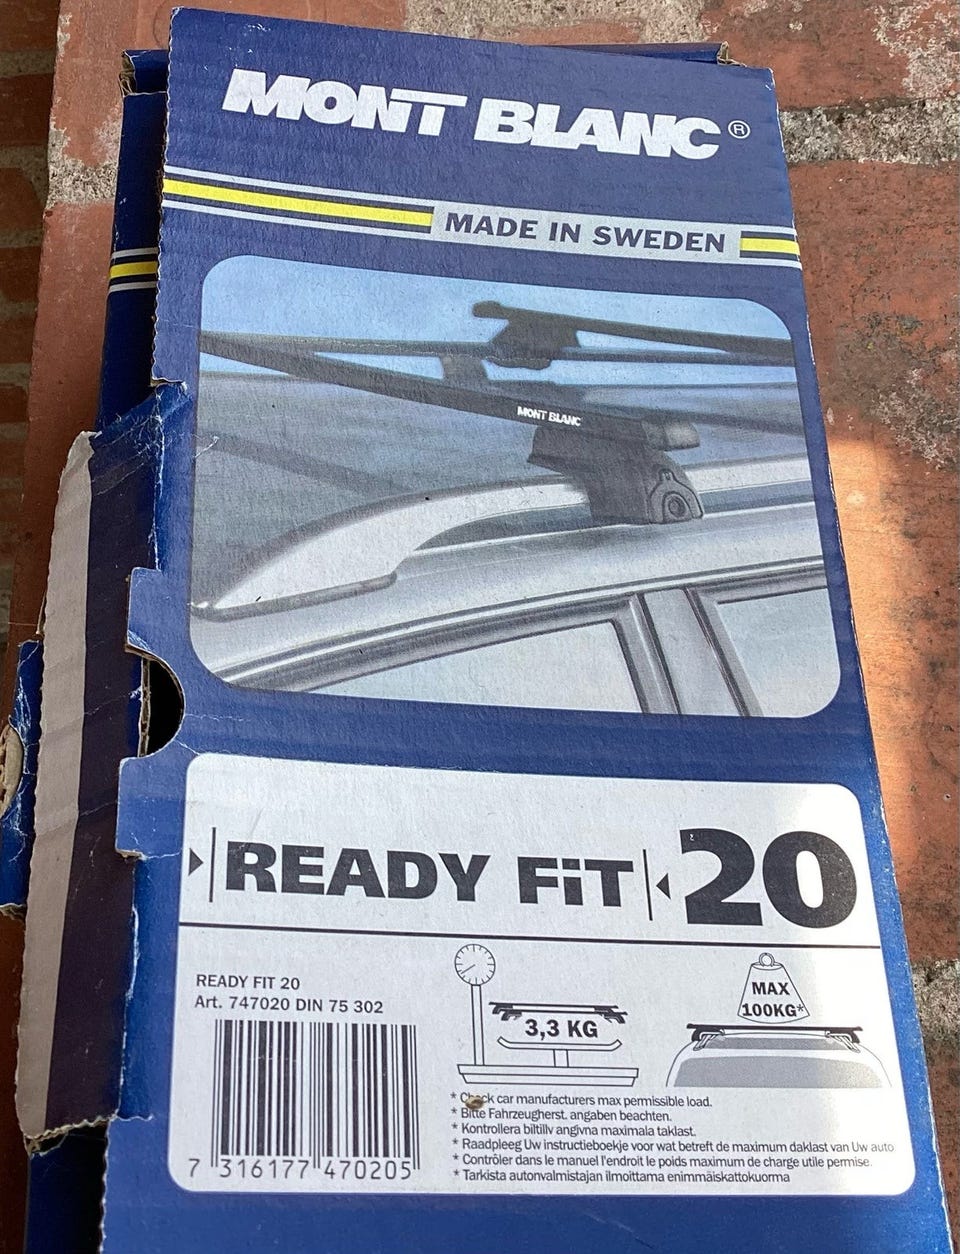 MONT BLANC®
MADE IN SWEDEN
MONT BLANC
READY FiT 20
READY FIT 20
Art. 747020 DIN 75 302
3,3 KG
MAX
100KG*
* Check car manufacturers max permissible load.
* Bitte Fahrzeugherst. angaben beachten.
* Kontrollera biltillv angivna maximala taklast.
* Raadpleeg Uw instructieboekje voor wat betreft de maximum daklast van Uw auto
* Contrôler dans le manuel l'endroit le poids maximum de charge utile permise.
* Tarkista autonvalmistajan ilmoittama enimmäiskattokuorma
7 316177 470205